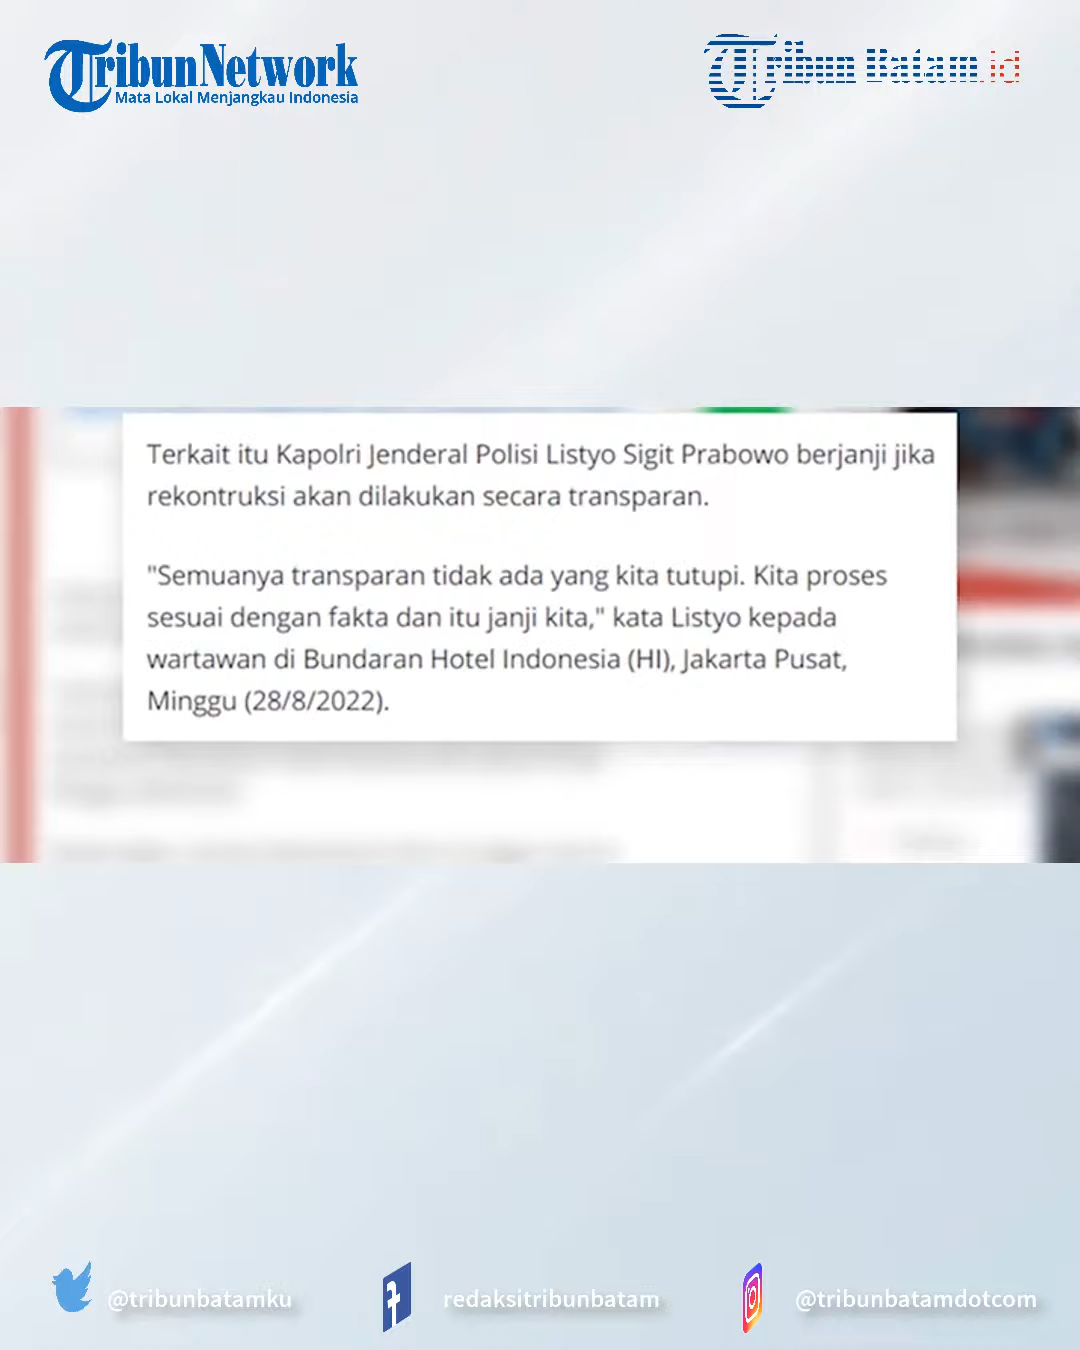 TribunNetwork
Mata Lokal Menjangkau Indonesia
Tribun Batam.id
Terkait itu Kapolri Jenderal Polisi Listyo Sigit Prabowo berjanji jika
rekontruksi akan dilakukan secara transparan.
"Semuanya transparan tidak ada yang kita tutupi. Kita proses
sesuai dengan fakta dan itu janji kita," kata Listyo kepada
wartawan di Bundaran Hotel Indonesia (HI), Jakarta Pusat,
Minggu (28/8/2022).
@tribunbatamku
redaksitribunbatam
@tribunbatamdotcom